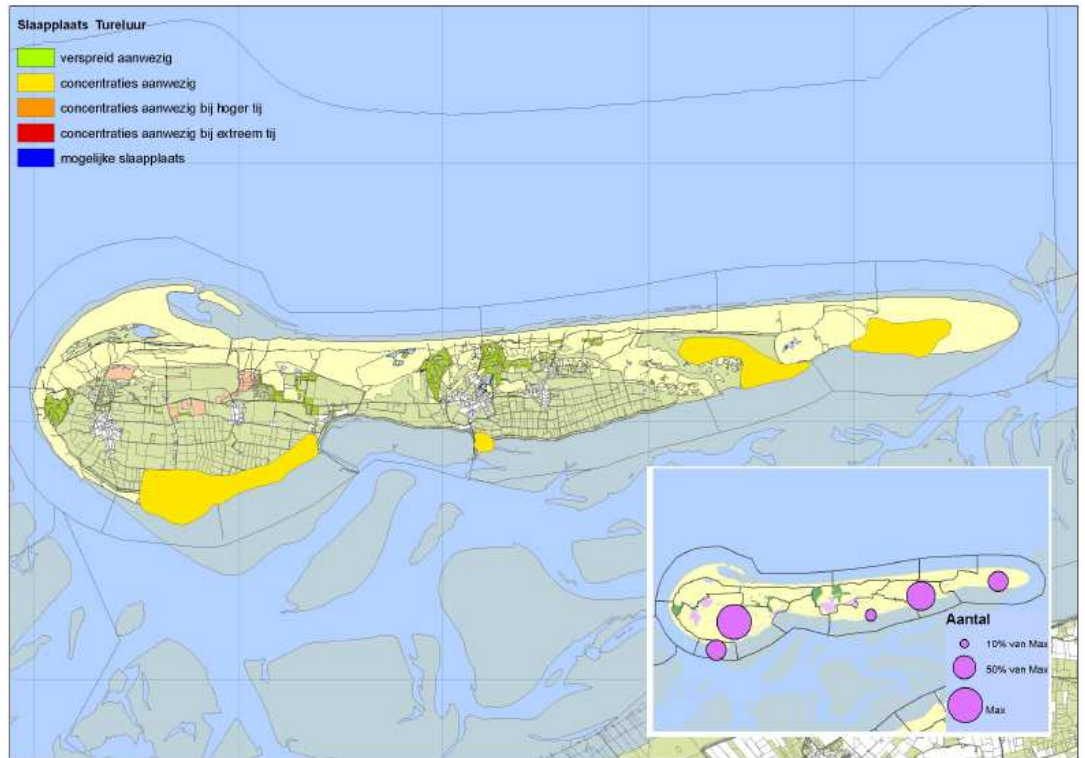 Slaapplaats Tureluur
verspreid aanwezig
concentraties aanwezig
concentraties aanwezig bij hoger tij
concentraties aanwezig bij extreem tij
mogelijke slaapplaats
Aantal
10% van Max
50% van Max
Max